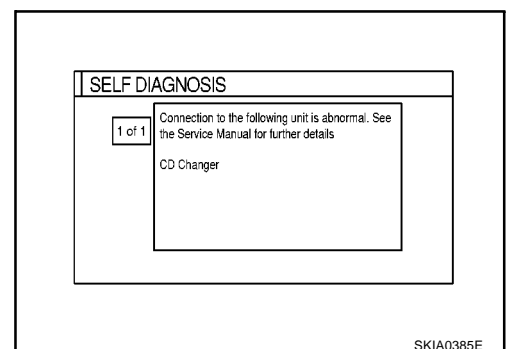 SELF DIAGNOSIS
1 of 1
Connection to the following unit is abnormal. See
the Service Manual for further details
CD Changer
SKIA0385E